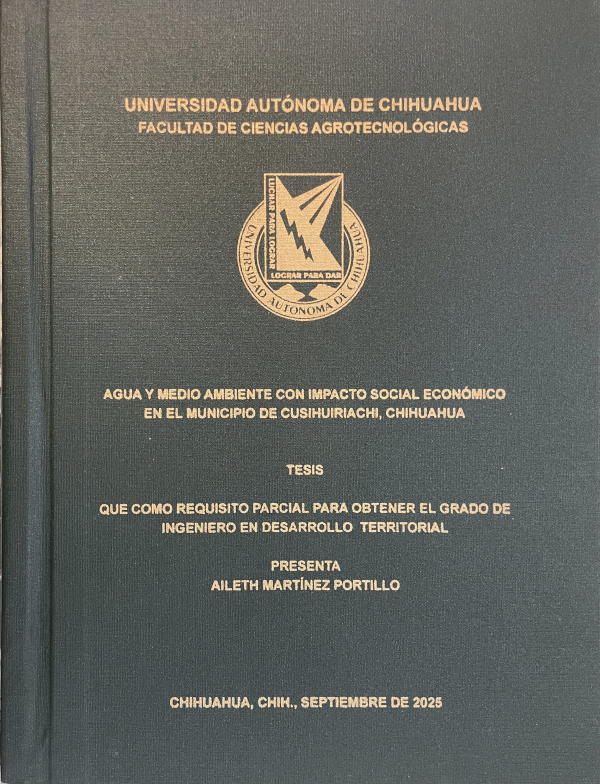 UNIVERSIDAD AUTÓNOMA DE CHIHUAHUA
FACULTAD DE CIENCIAS AGROTECNOLÓGICAS
LUCHAR PARA LOGRAR
LOGRAR PARA DAR
UNIVERSIDAD AUTONOMA DE CHIHUAHUA
AGUA Y MEDIO AMBIENTE CON IMPACTO SOCIAL ECONÓMICO
EN EL MUNICIPIO DE CUSIHUIRIACHI, CHIHUAHUA
TESIS
QUE COMO REQUISITO PARCIAL PARA OBTENER EL GRADO DE
INGENIERO EN DESARROLLO TERRITORIAL
PRESENTA
AILETH MARTÍNEZ PORTILLO
CHIHUAHUA, CHIH., SEPTIEMBRE DE 2025